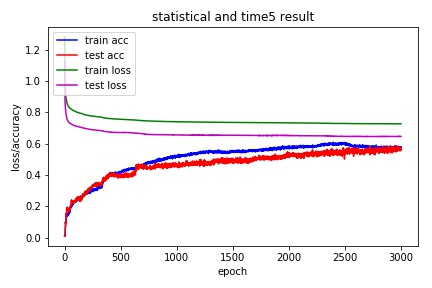 statistical and time5 result
train acc
test acc
train loss
test loss
loss/accuracy
1.2
1.0
0.8
0.6
0.4
0.2
0.0
0
500
1000
1500
2000
2500
3000
epoch